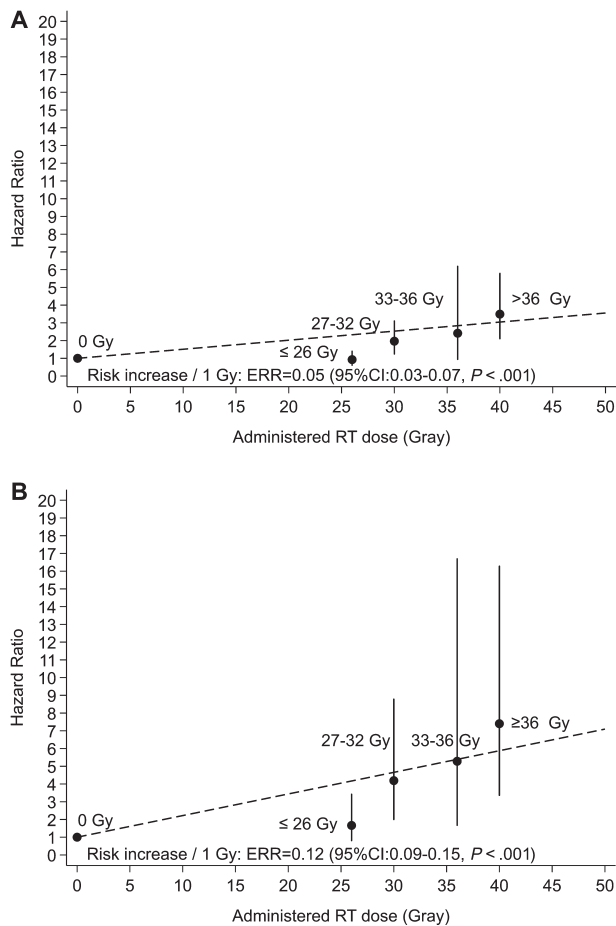 A
20
19
18
17
16
15
14
13
12
11
10
9
8
7
6
5
4
3
2
1
0
Hazard Ratio
33-36 Gy
>36 Gy
27-32 Gy
0 Gy
≤ 26 Gy
Risk increase / 1 Gy: ERR=0.05 (95%CI:0.03-0.07, P < .001)
0 5 10 15 20 25 30 35 40 45 50
Administered RT dose (Gray)
B
20
19
18
17
16
15
14
13
12
11
10
9
8
7
6
5
4
3
2
1
0
Hazard Ratio
≥36 Gy
27-32 Gy 33-36 Gy
0 Gy
≤ 26 Gy
Risk increase / 1 Gy: ERR=0.12 (95%CI:0.09-0.15, P < .001)
0 5 10 15 20 25 30 35 40 45 50
Administered RT dose (Gray)